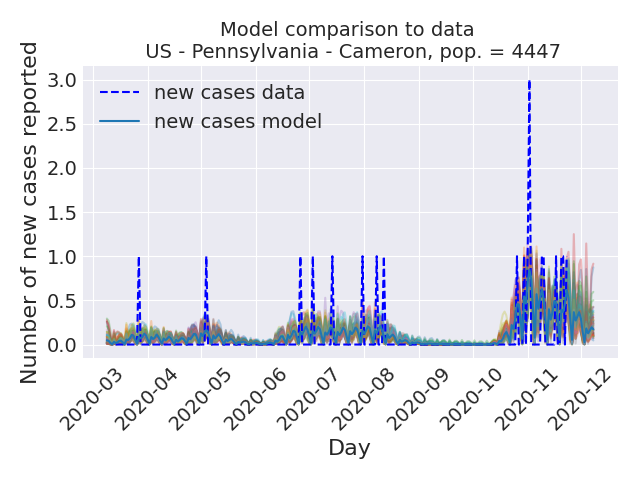 Model comparison to data
US - Pennsylvania - Cameron, pop. = 4447
Number of new cases reported
3.0
2.5
2.0
1.5
1.0
0.5
0.0
new cases data
new cases model
2020-03
2020-04
2020-05
2020-06
2020-07
2020-08
2020-09
2020-10
2020-11
2020-12
Day